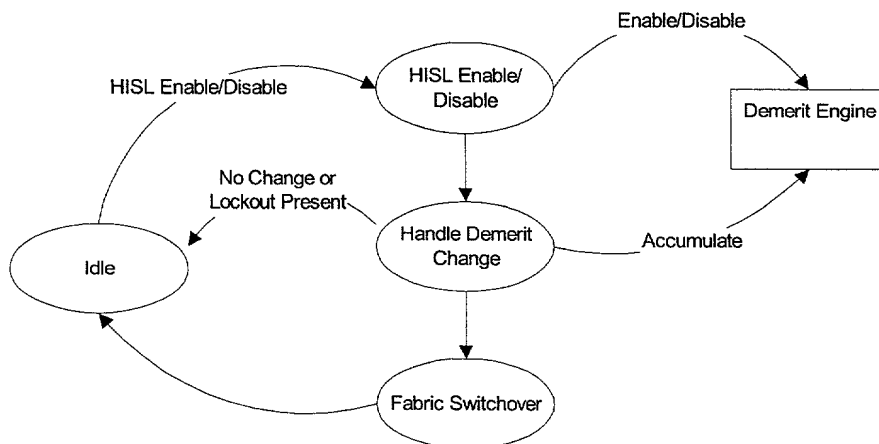 Enable/Disable
HISL Enable/
Disable
HISL Enable/Disable
Demerit Engine
No Change or
Lockout Present
Handle Demerit
Change
Accumulate
Idle
Fabric Switchover